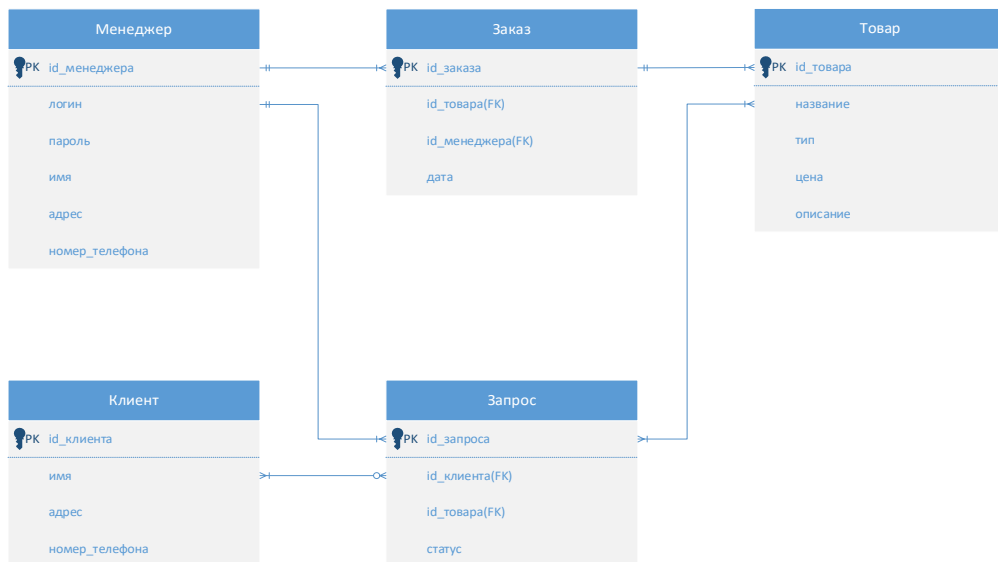 Менеджер
PK id_менеджера
логин
пароль
имя
адрес
номер_телефона
Заказ
PK id_заказа
id_товара(FK)
id_менеджера(FK)
дата
Товар
PK id_товара
название
тип
цена
описание
Клиент
PK id_клиента
имя
адрес
номер_телефона
Запрос
PK id_запроса
id_клиента(FK)
id_товара(FK)
статус